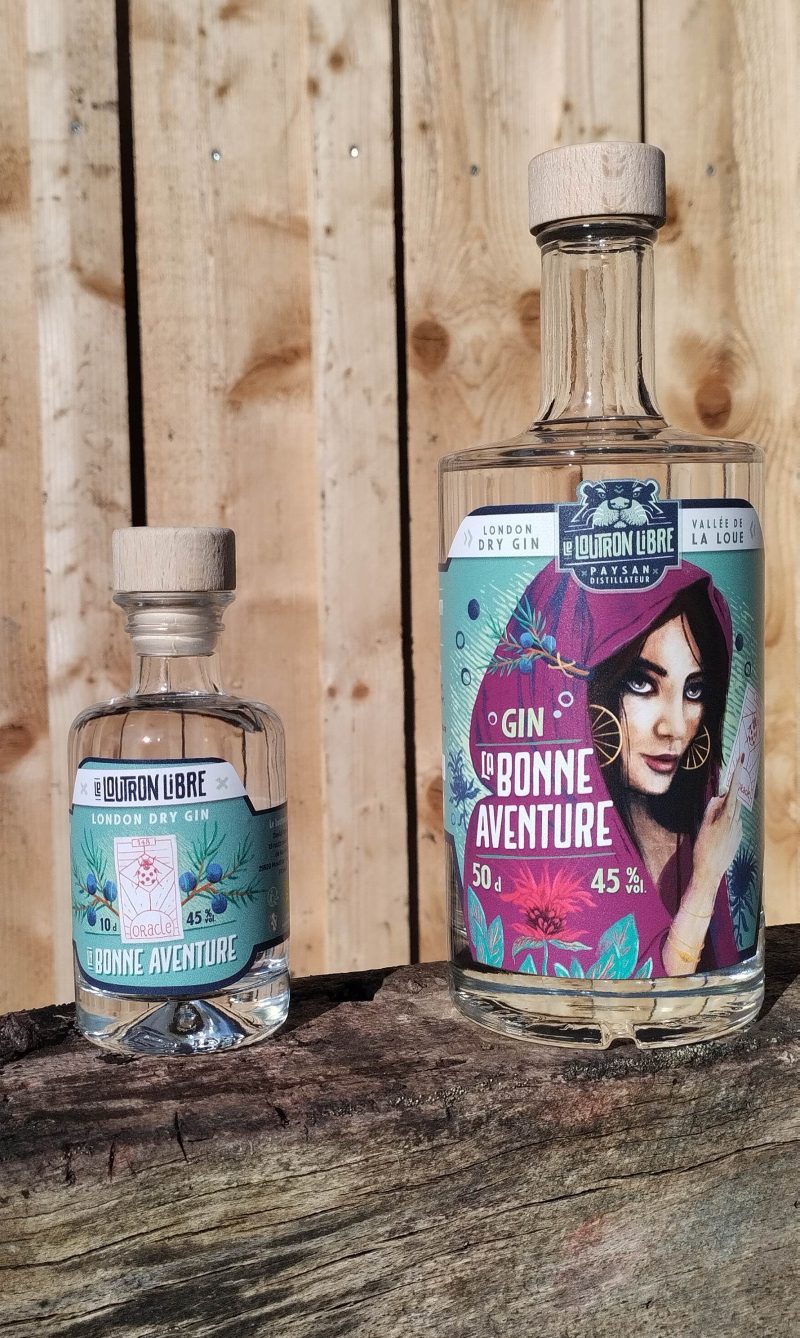 LE LOUTRON LIBRE
LONDON DRY GIN
148
ORACLE
10 cl
45 % vol.
LA BONNE AVENTURE
LONDON
DRY GIN
LE LOUTRON LIBRE
PAYSAN
DISTILLATEUR
VALLÉE DE
LA LOUE
GIN
LA BONNE
AVENTURE
50 cl
45 % vol.